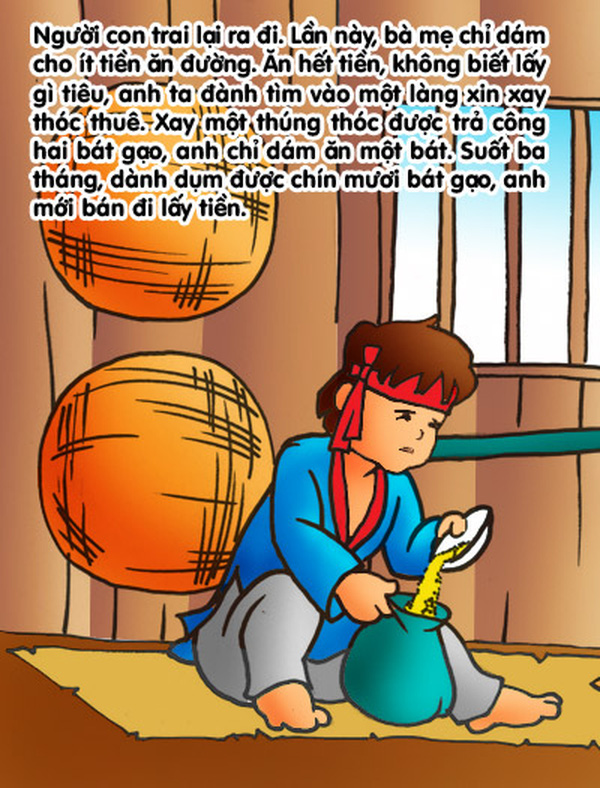 Người con trai lại ra đi. Lần này, bà mẹ chỉ dám
cho ít tiền ăn đường. Ăn hết tiền, không biết lấy
gì tiêu, anh ta đành tìm vào một làng xin xay
thóc thuê. Xay một thúng thóc được trả công
hai bát gạo, anh chỉ dám ăn một bát. Suốt ba
tháng, dành dụm được chín mươi bát gạo, anh
mới bán đi lấy tiền.